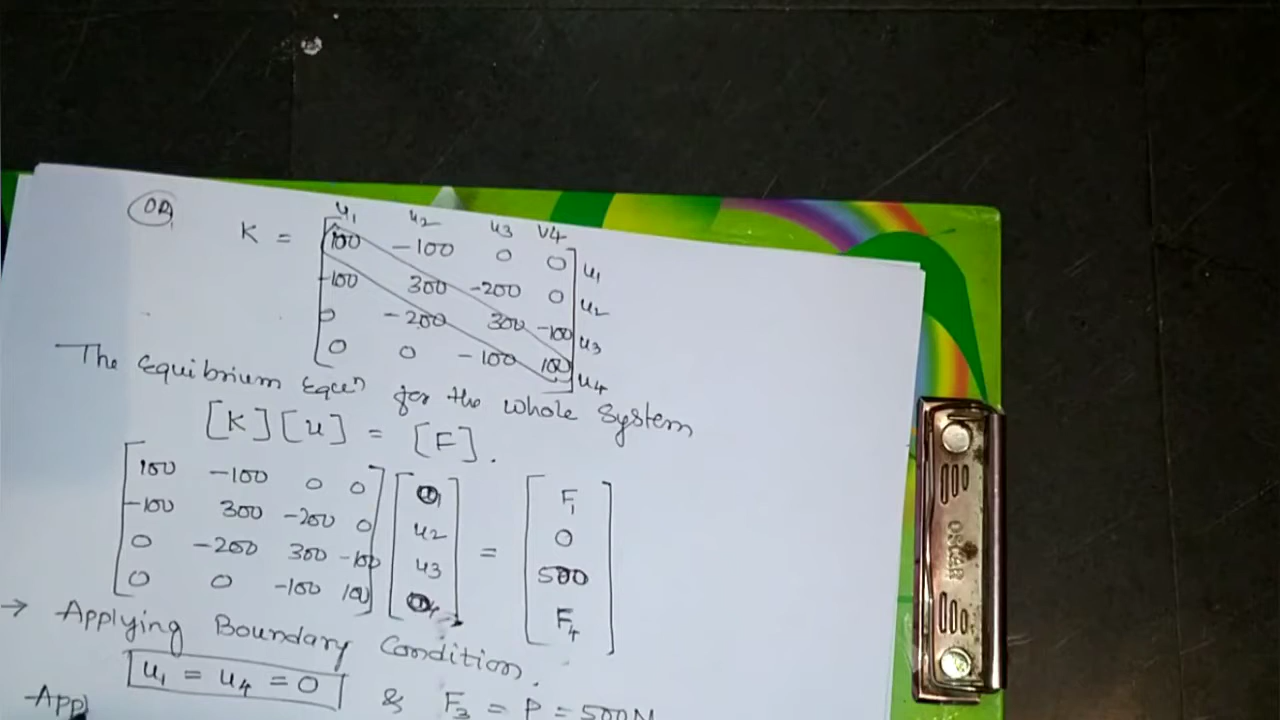 OR
K =
u1 u2 u3 u4
100 -100 0 0 u1
-100 300 -200 0 u2
0 -200 300 -100 u3
0 0 -100 100 u4
The Equibrium Equen for the whole System
[K][u] = [F].
100 -100 0 0
-100 300 -200 0 u2 = 0
0 -200 300 -100 u3 500
0 0 -100 100 F4
F1
→ Applying Boundary Condition.
u1 = u4 = 0 & F3 = P = 500N
App
OSCAR